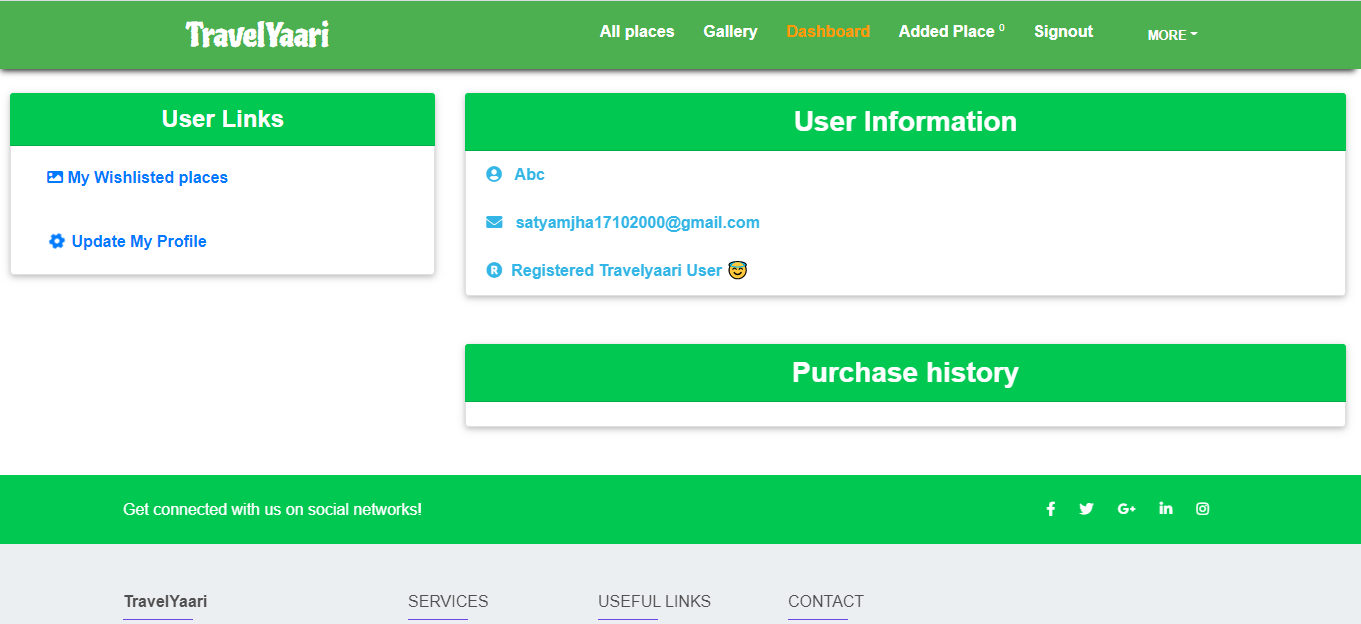 TravelYaari
All places Gallery Dashboard Added Place 0 Signout MORE
User Links
My Wishlisted places
Update My Profile
User Information
Abc
satyamjha17102000@gmail.com
R Registered Travelyaari User 😇
Purchase history
Get connected with us on social networks!
TravelYaari SERVICES USEFUL LINKS CONTACT